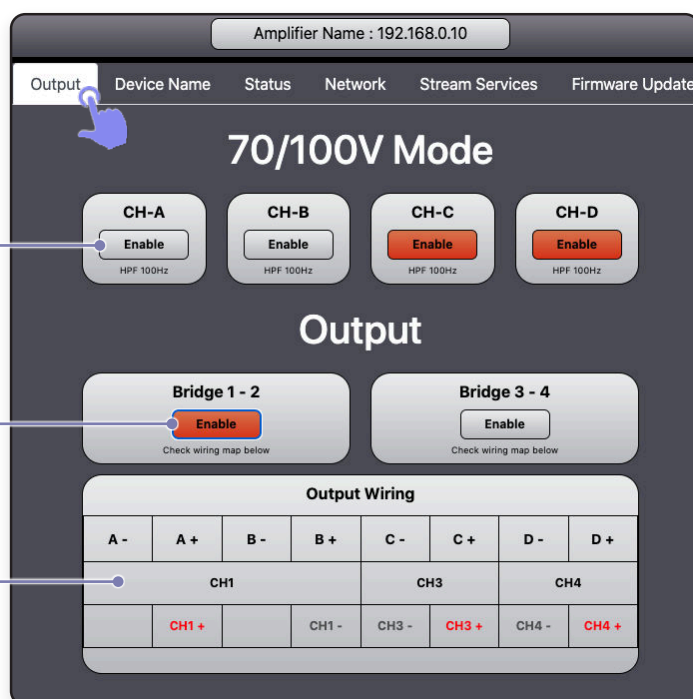 Amplifier Name : 192.168.0.10
Output Device Name Status Network Stream Services Firmware Update
70/100V Mode
CH-A CH-B CH-C CH-D
Enable Enable Enable Enable
HPF 100Hz HPF 100Hz HPF 100Hz HPF 100Hz
Output
Bridge 1 - 2 Bridge 3 - 4
Enable Enable
Check wiring map below Check wiring map below
Output Wiring
A - A + B - B + C - C + D - D +
CH1 CH3 CH4
CH1 + CH1 - CH3 - CH3 + CH4 - CH4 +